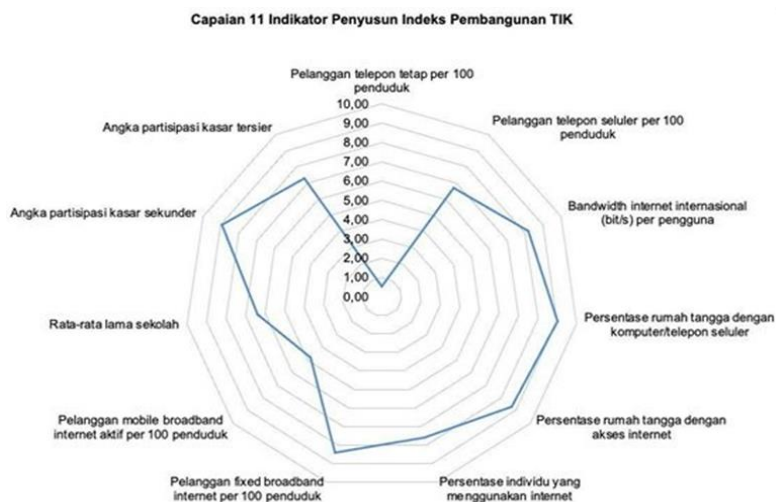 Capaian 11 Indikator Penyusun Indeks Pembangunan TIK
Pelanggan telepon tetap per 100
penduduk
10,00
9,00
8,00
7,00
6,00
5,00
4,00
3,00
2,00
1,00
0,00
Pelanggan telepon seluler per 100
penduduk
Bandwidth internet internasional
(bit/s) per pengguna
Persentase rumah tangga dengan
komputer/telepon seluler
Persentase rumah tangga dengan
akses internet
Persentase individu yang
menggunakan internet
Pelanggan fixed broadband
internet per 100 penduduk
Pelanggan mobile broadband
internet aktif per 100 penduduk
Rata-rata lama sekolah
Angka partisipasi kasar sekunder
Angka partisipasi kasar tersier